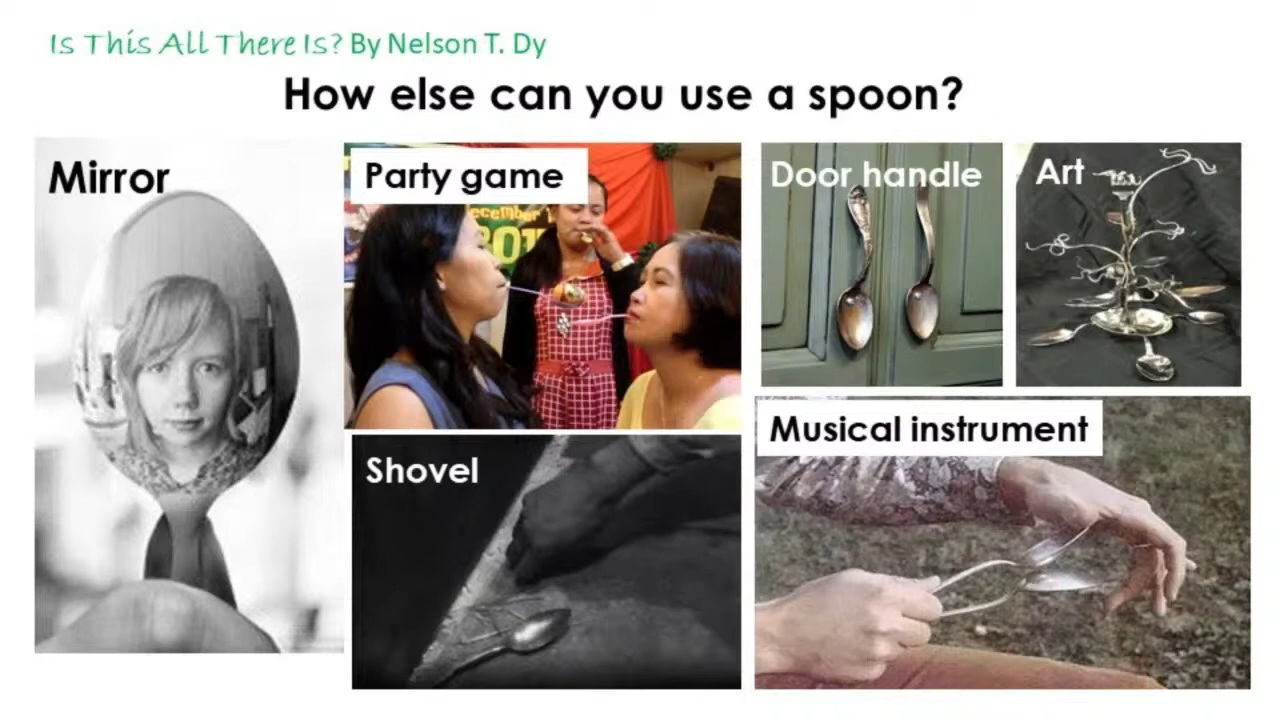 Is This All There Is? By Nelson T. Dy
How else can you use a spoon?
Mirror
Party game
Door handle
Art
Shovel
Musical instrument